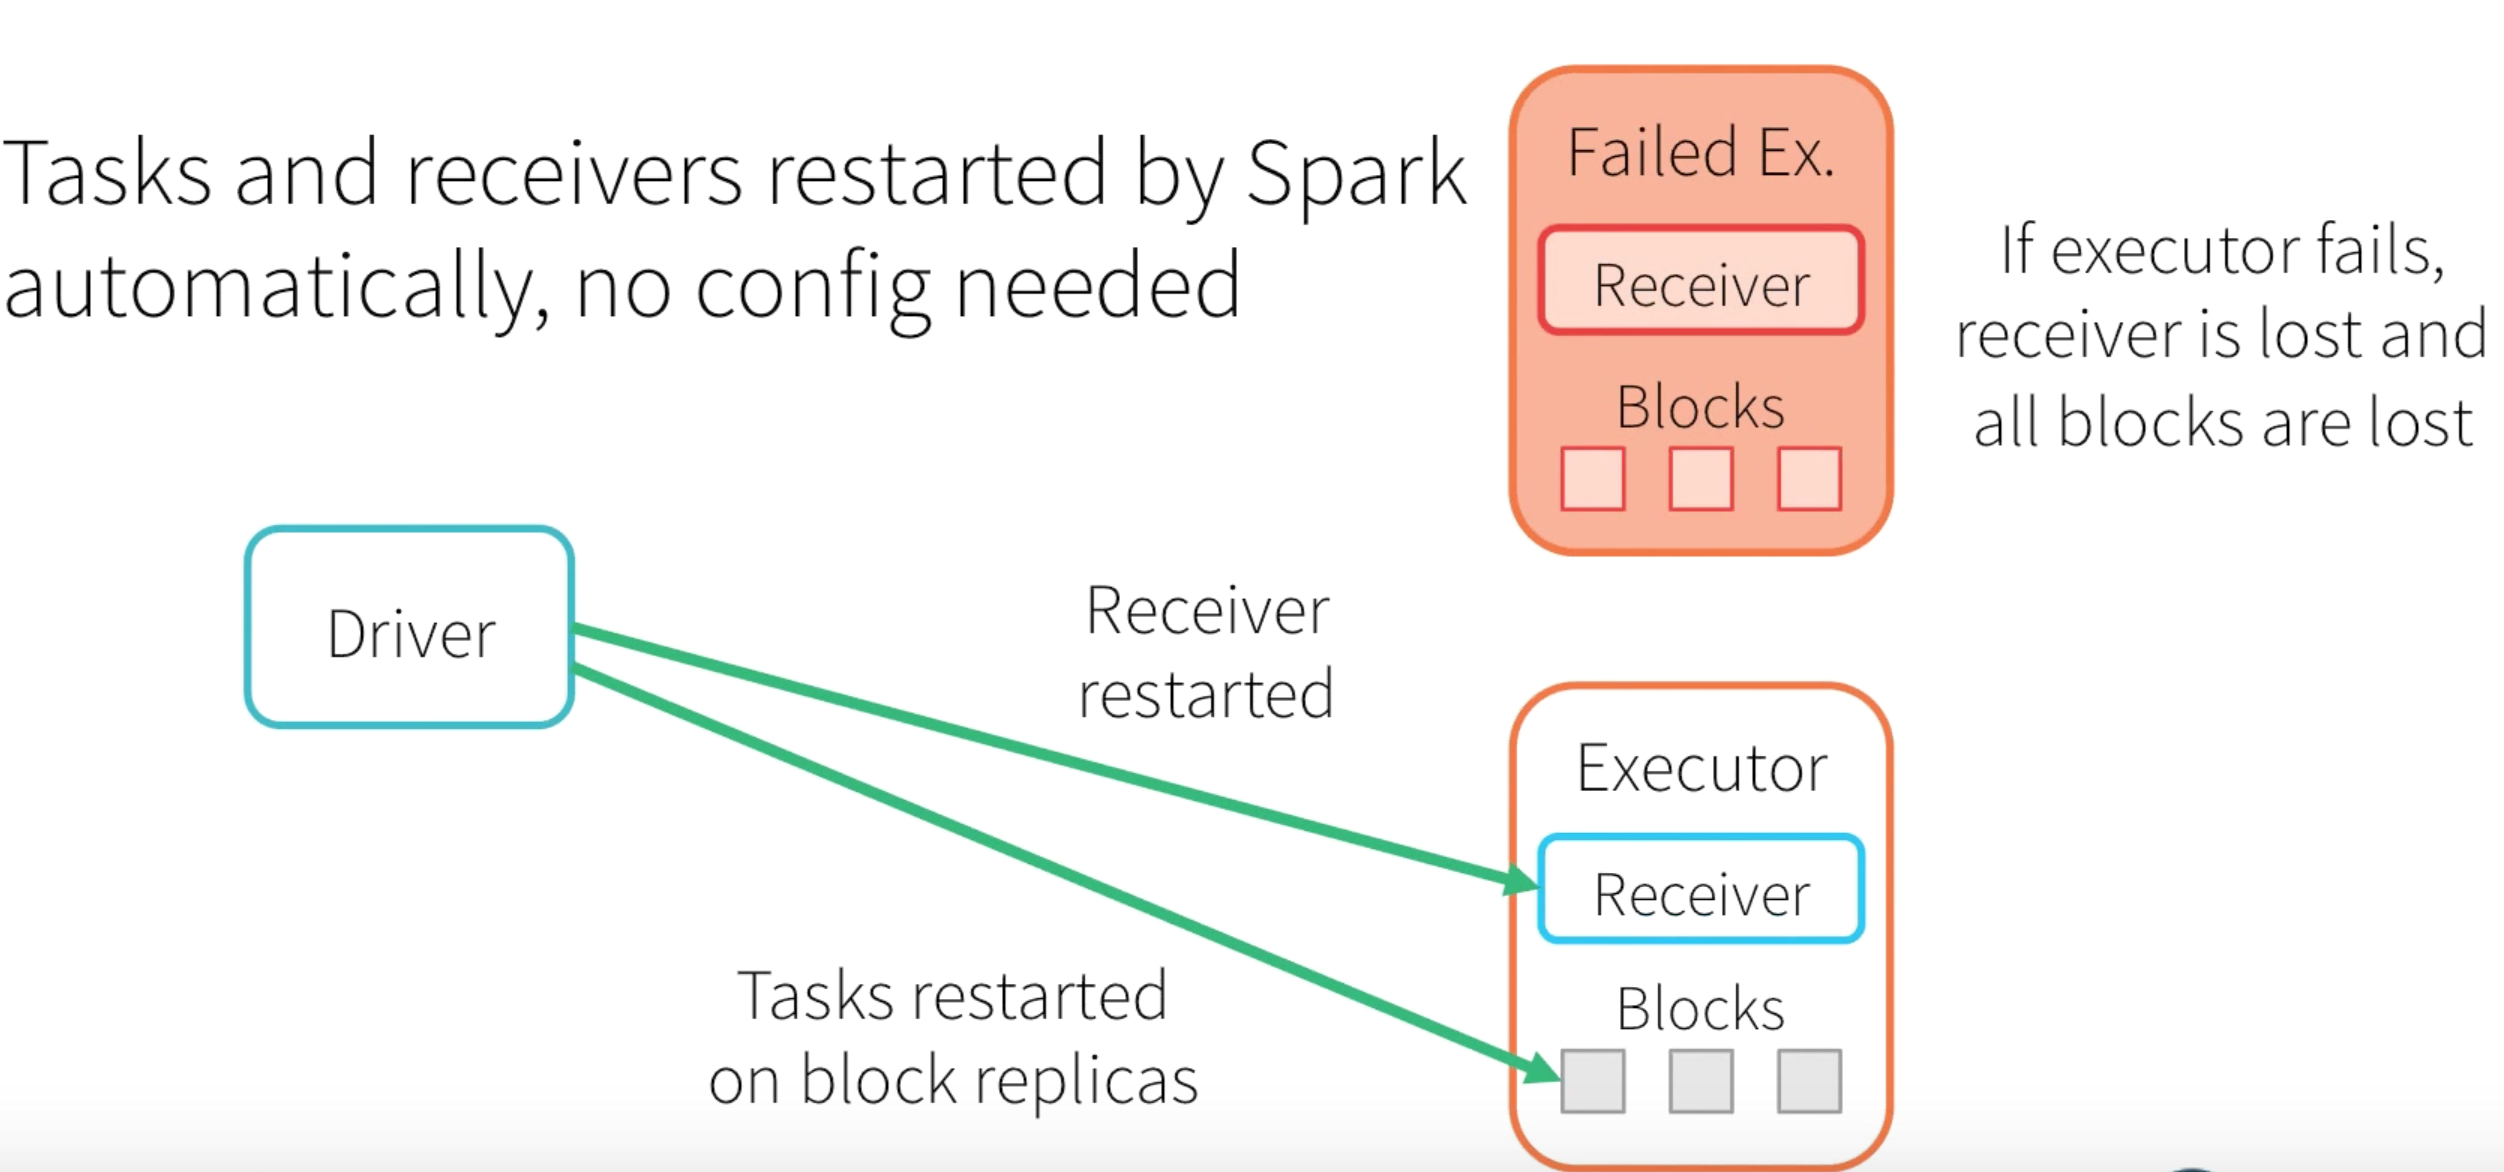 Tasks and receivers restarted by Spark
automatically, no config needed
Failed Ex.
Receiver
Blocks
If executor fails,
receiver is lost and
all blocks are lost
Driver
Receiver
restarted
Tasks restarted
on block replicas
Executor
Receiver
Blocks